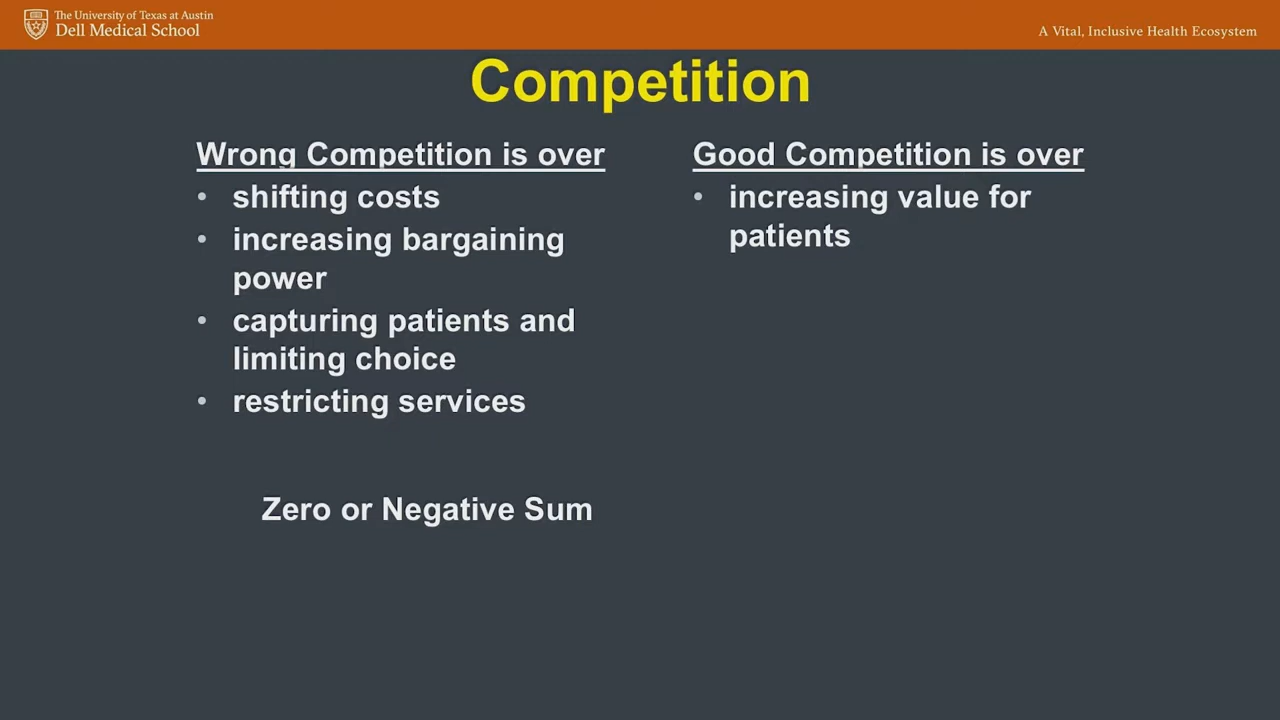 The University of Texas at Austin
Dell Medical School
A Vital, Inclusive Health Ecosystem
Competition
Wrong Competition is over
• shifting costs
• increasing bargaining
power
• capturing patients and
limiting choice
• restricting services
Zero or Negative Sum
Good Competition is over
• increasing value for
patients